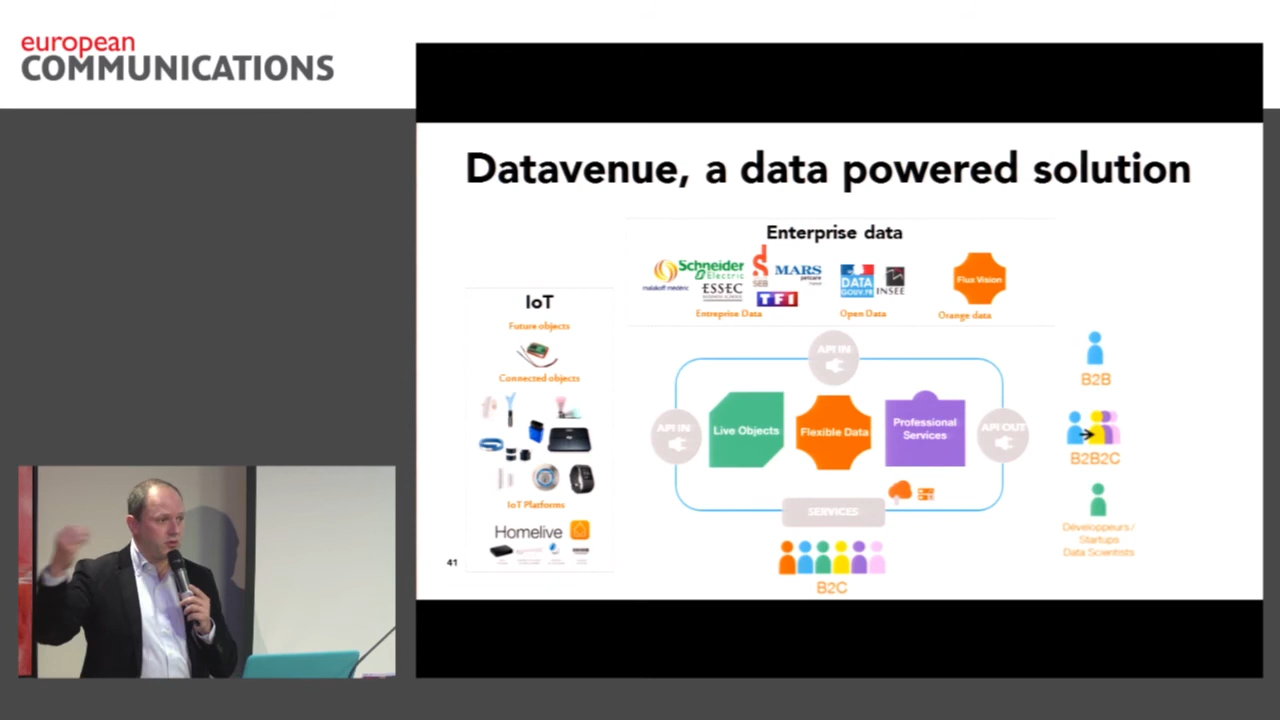 european
COMMUNICATIONS
Datavenue, a data powered solution
Enterprise data
malakoff médéric
Schneider
Electric
ESSEC
BUSINESS SCHOOL
SEB
MARS
petcare
TF1
Entreprise Data
DATA
GOUV.FR
INSEE
Open Data
Flux Vision
Orange data
IoT
Future objects
Connected objects
IoT Platforms
Homelive
API IN
API IN
Live Objects
Flexible Data
Professional
Services
API OUT
SERVICES
B2C
B2B
B2B2C
Développeurs /
Startups
Data Scientists
41